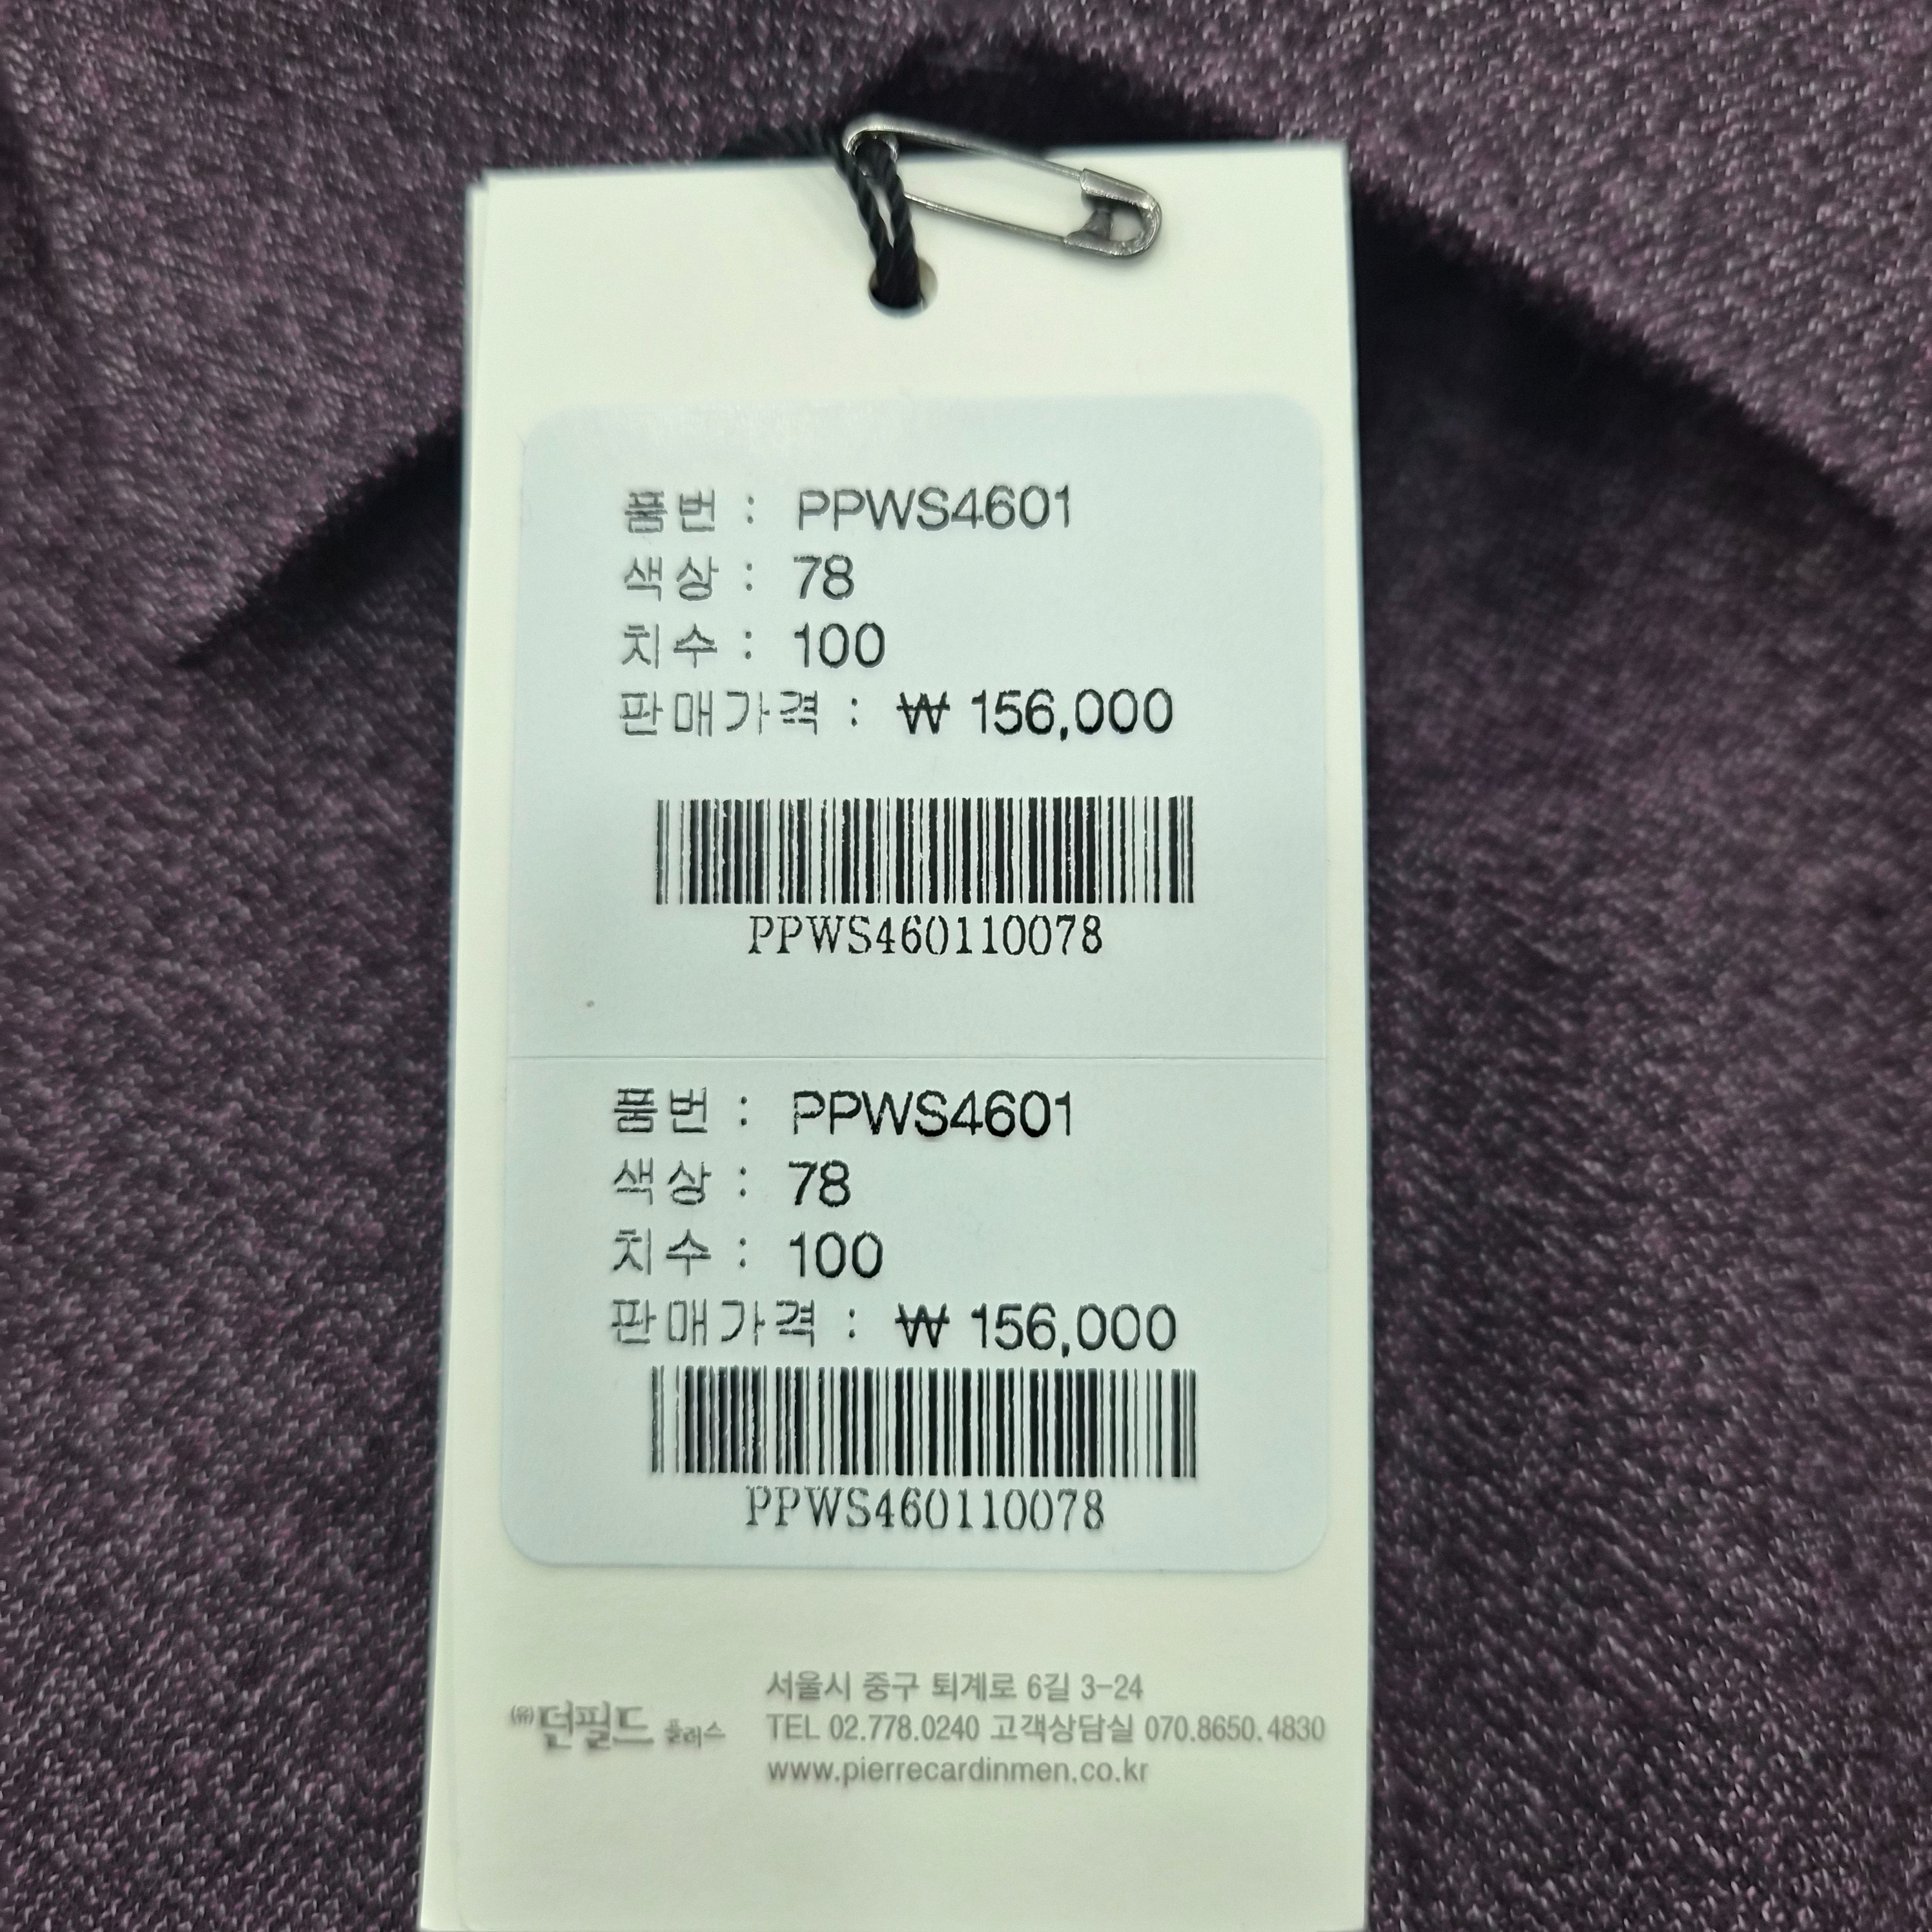 품번 : PPWS4601
색상 : 78
치수 : 100
판매가격 : ₩ 156,000
PPWS460110078
품번 : PPWS4601
색상 : 78
치수 : 100
판매가격 : ₩ 156,000
PPWS460110078
㈲던필드 플러스
서울시 중구 퇴계로 6길 3-24
TEL 02.778.0240 고객상담실 070.8650.4830
www.pierrecardinmen.co.kr